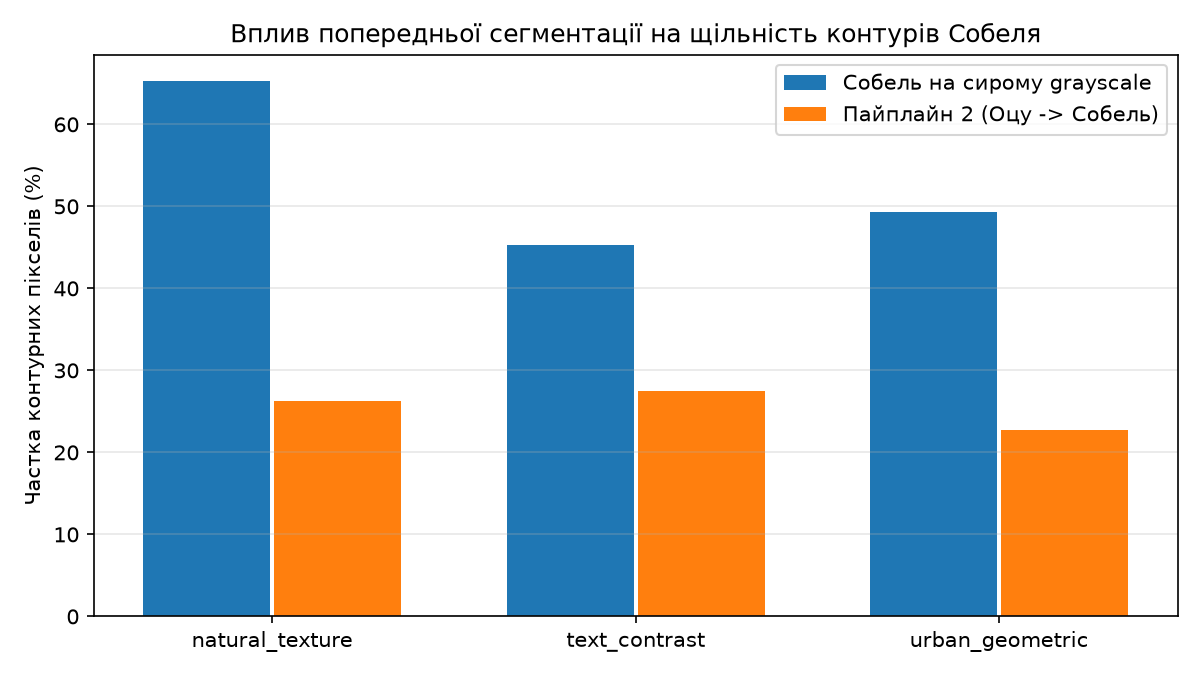 Вплив попередньої сегментації на щільність контурів Собеля
Собель на сирому grayscale
Пайплайн 2 (Оцу -> Собель)
Частка контурних пікселів (%)
60
50
40
30
20
10
0
natural_texture
text_contrast
urban_geometric